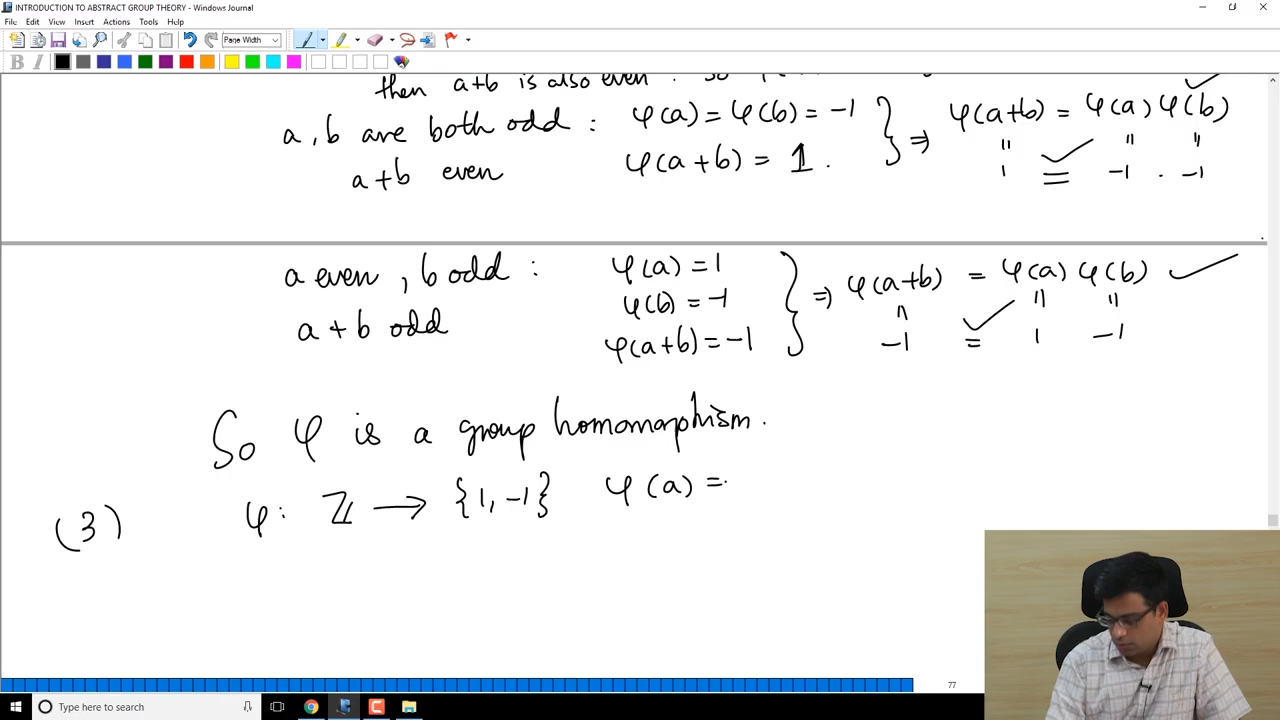 INTRODUCTION TO ABSTRACT GROUP THEORY - Windows Journal
File Edit View Insert Actions Tools Help
Page Width
B I
then a+b is also even. So
a, b are both odd : φ(a) = φ(b) = -1 } ⇒ φ(a+b) = φ(a) φ(b)
a+b even φ(a+b) = 1. " ✓ " "
1 = -1 . -1
a even, b odd : φ(a) = 1 } ⇒ φ(a+b) = φ(a) φ(b) ✓
φ(b) = -1 " ✓ " "
a + b odd φ(a+b) = -1 -1 = 1 -1
So φ is a group homomorphism.
(3) φ: ℤ → {1, -1} φ(a) =
77
Type here to search